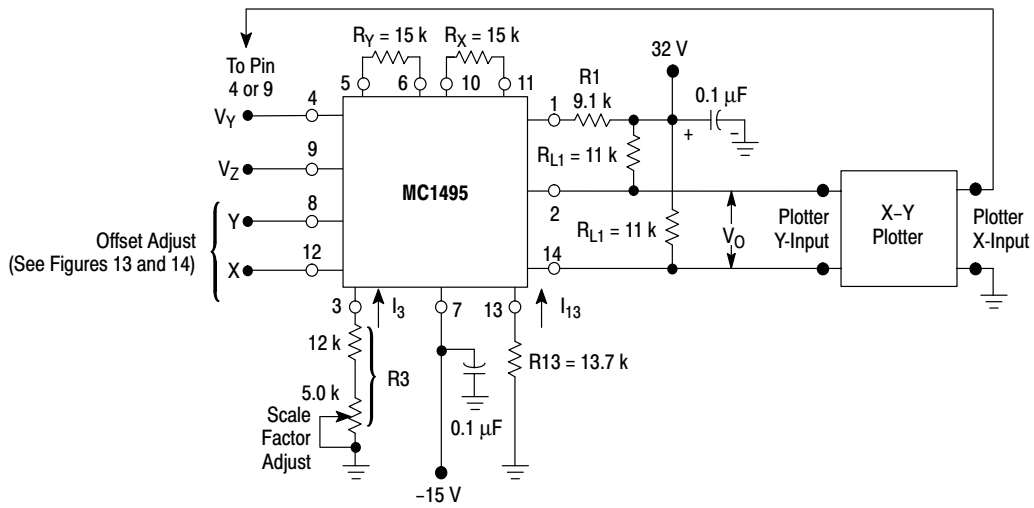 R_Y = 15 k
R_X = 15 k
32 V
To Pin
4 or 9
5
6
10
11
R1
9.1 k
0.1 µF
4
1
V_Y
+
–
R_L1 = 11 k
9
V_Z
MC1495
2
8
Y
Offset Adjust
(See Figures 13 and 14)
R_L1 = 11 k
V_O
Plotter
Y-Input
X–Y
Plotter
Plotter
X-Input
12
X
14
3
I_3
7
13
I_13
12 k
R3
R13 = 13.7 k
5.0 k
Scale
Factor
Adjust
0.1 µF
–15 V